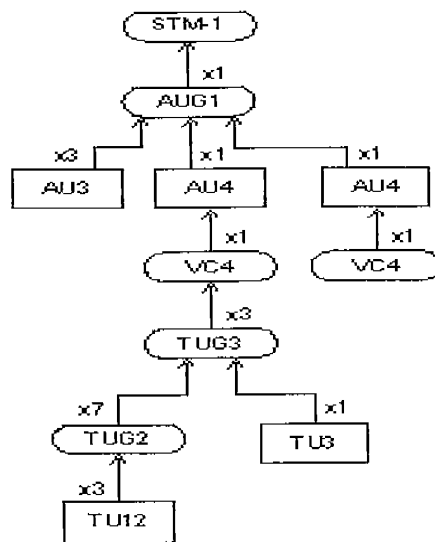 STM-1
x1
AUG1
x3
x1
x1
AU3
AU4
AU4
x1
x1
VC4
VC4
x3
TUG3
x7
x1
TUG2
TU3
x3
TU12